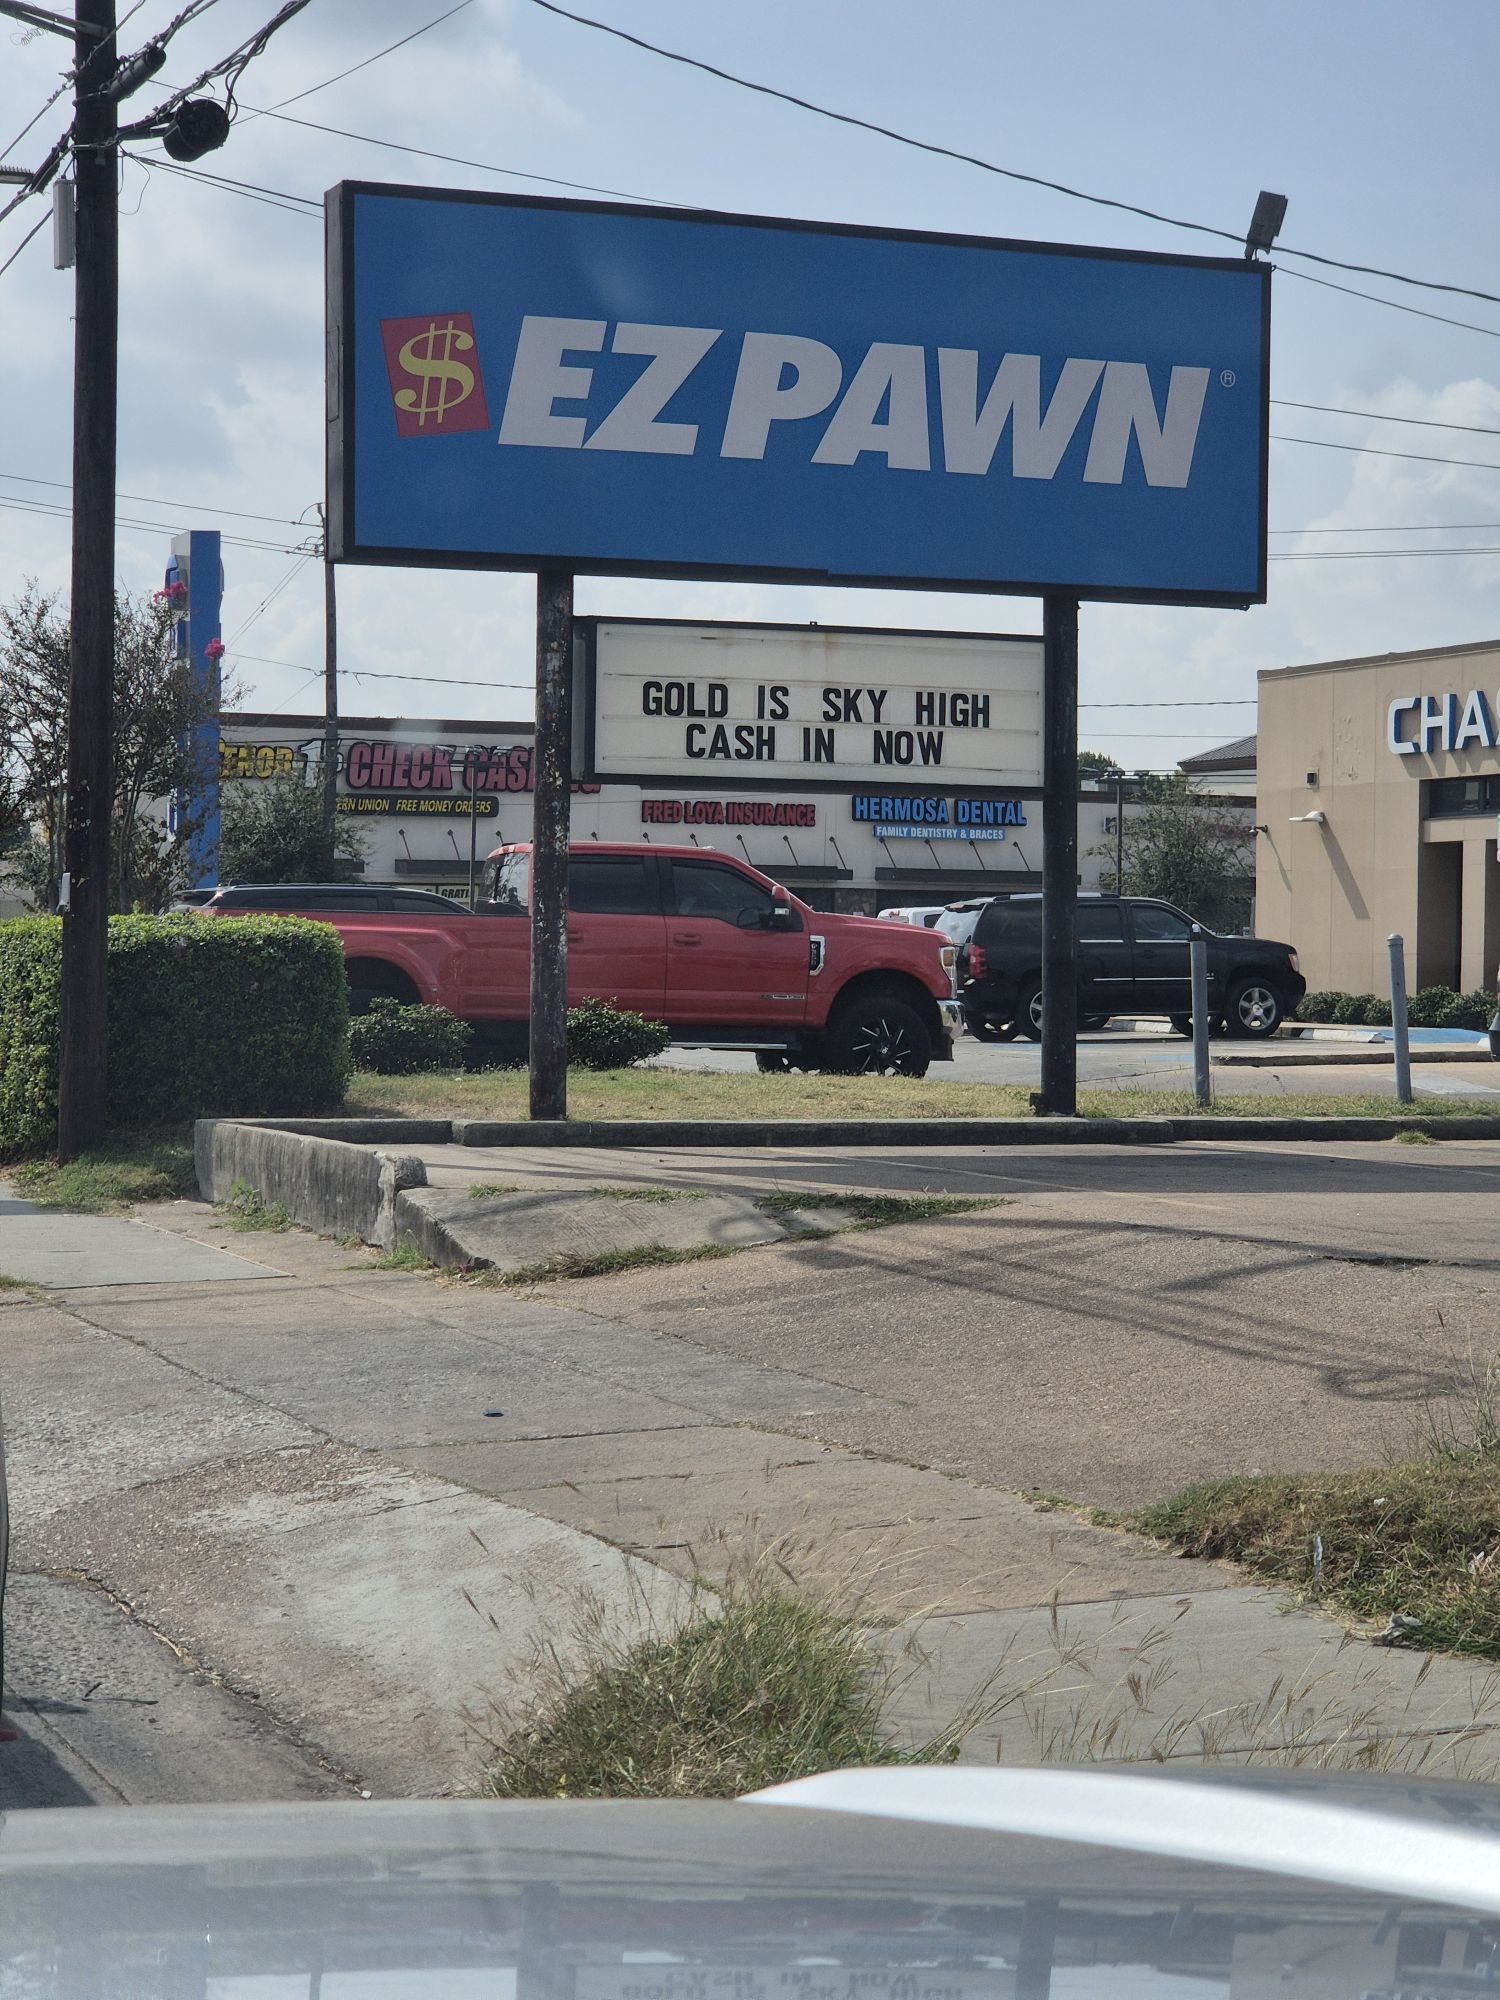 $ EZPAWN®
GOLD IS SKY HIGH
CASH IN NOW
CHECK
FREE MONEY ORDERS
FRED LOYA INSURANCE
HERMOSA DENTAL
FAMILY DENTISTRY & BRACES
CHA